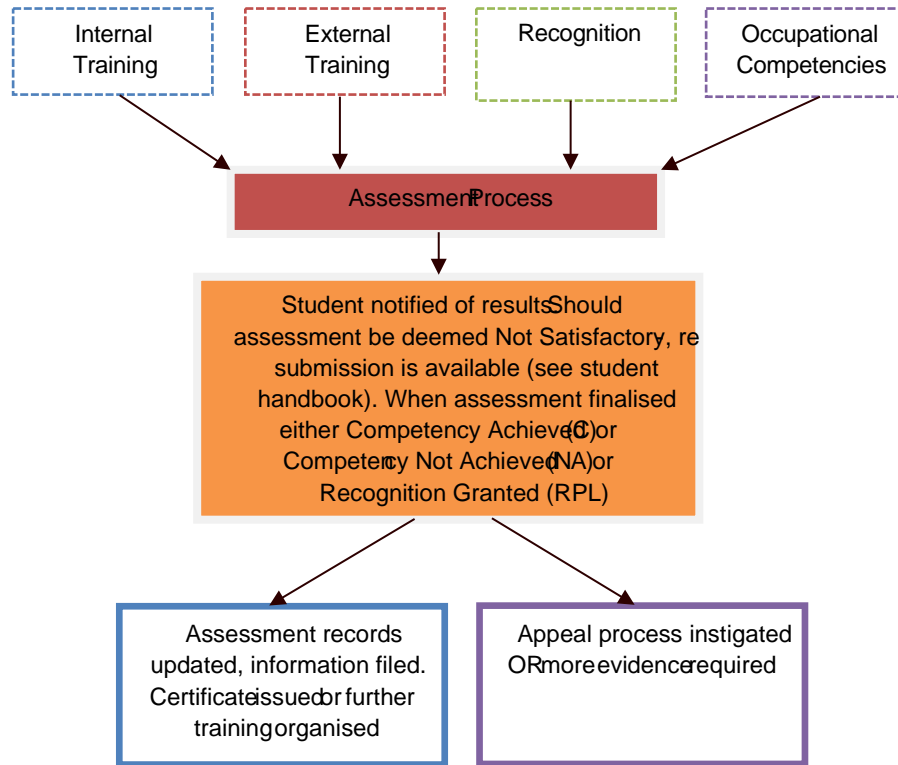 Internal
Training
External
Training
Recognition
Occupational
Competencies
Assessment Process
Student notified of results. Should
assessment be deemed Not Satisfactory, re-
submission is available (see student
handbook). When assessment finalised
either Competency Achieved (C) or
Competency Not Achieved (NA) or
Recognition Granted (RPL)
Assessment records
updated, information filed.
Certificate issued or further
training organised
Appeal process instigated
OR more evidence required